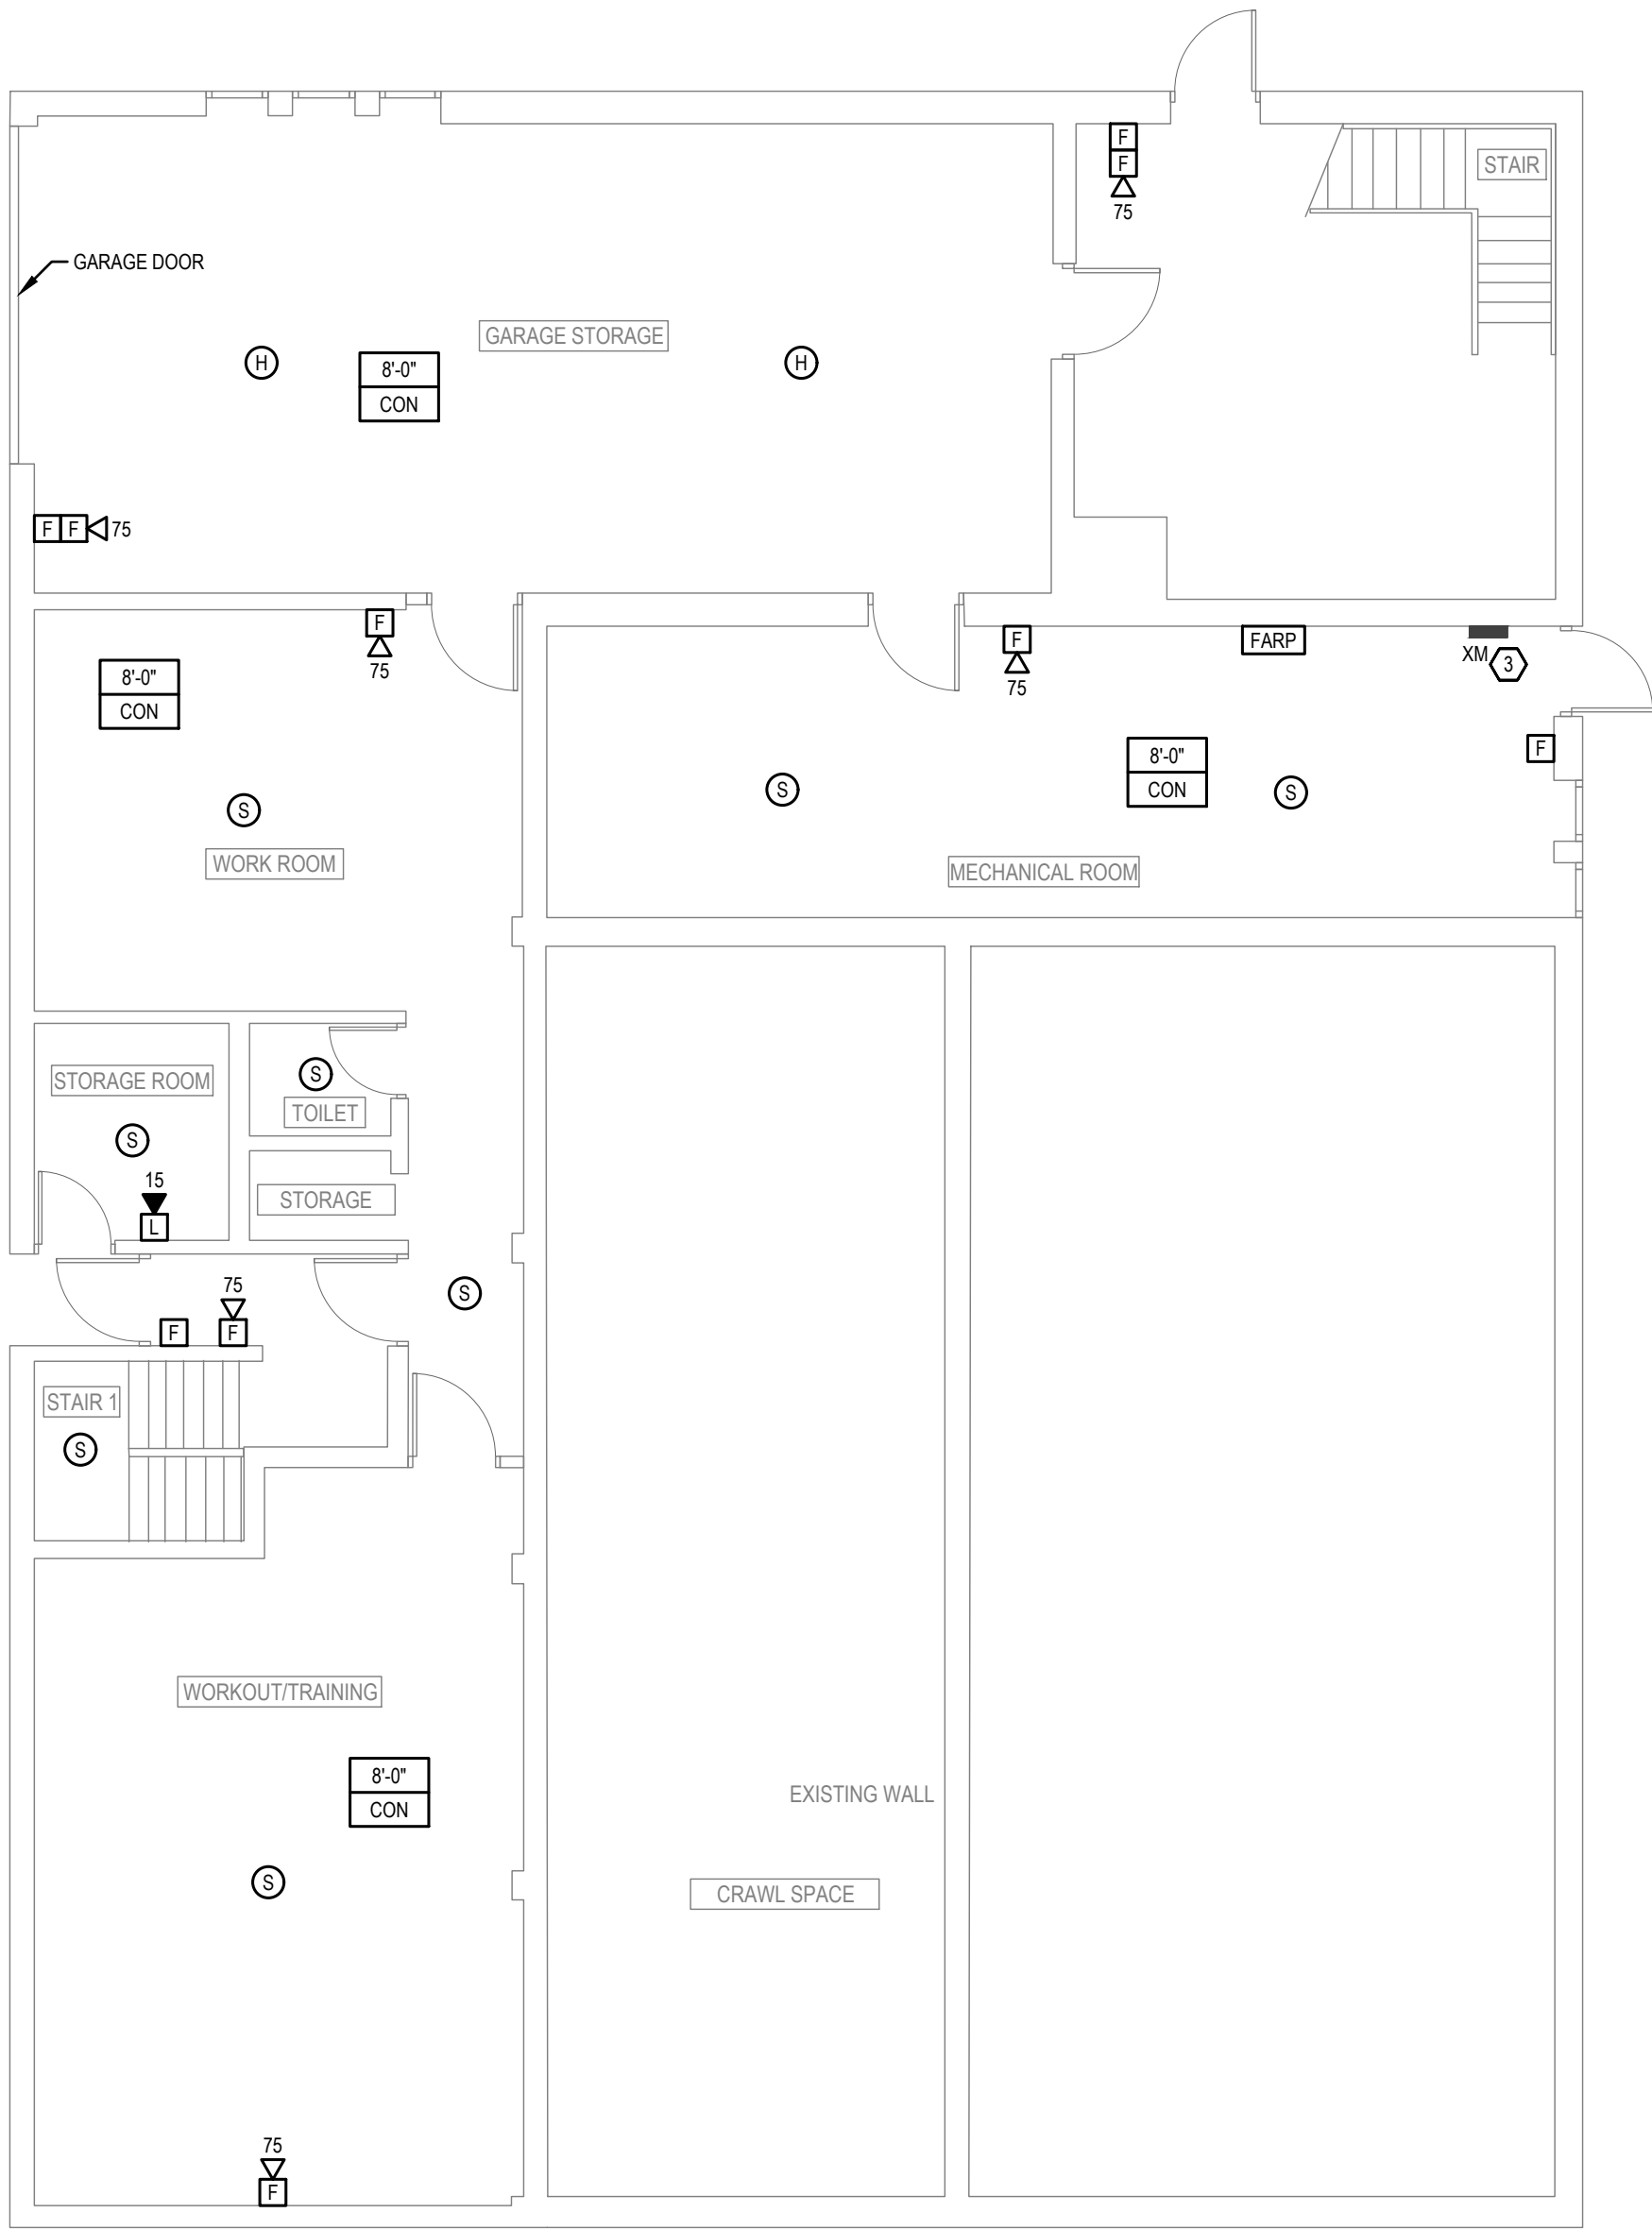 F
F
STAIR
75
GARAGE DOOR
GARAGE STORAGE
H
8'-0"
CON
H
F F 75
F
75
F
75
FARP
XM 3
8'-0"
CON
F
8'-0"
CON
S
S
S
WORK ROOM
MECHANICAL ROOM
STORAGE ROOM
S
TOILET
S
15
L
STORAGE
75
F
F
S
STAIR 1
S
WORKOUT/TRAINING
8'-0"
CON
EXISTING WALL
S
CRAWL SPACE
75
F